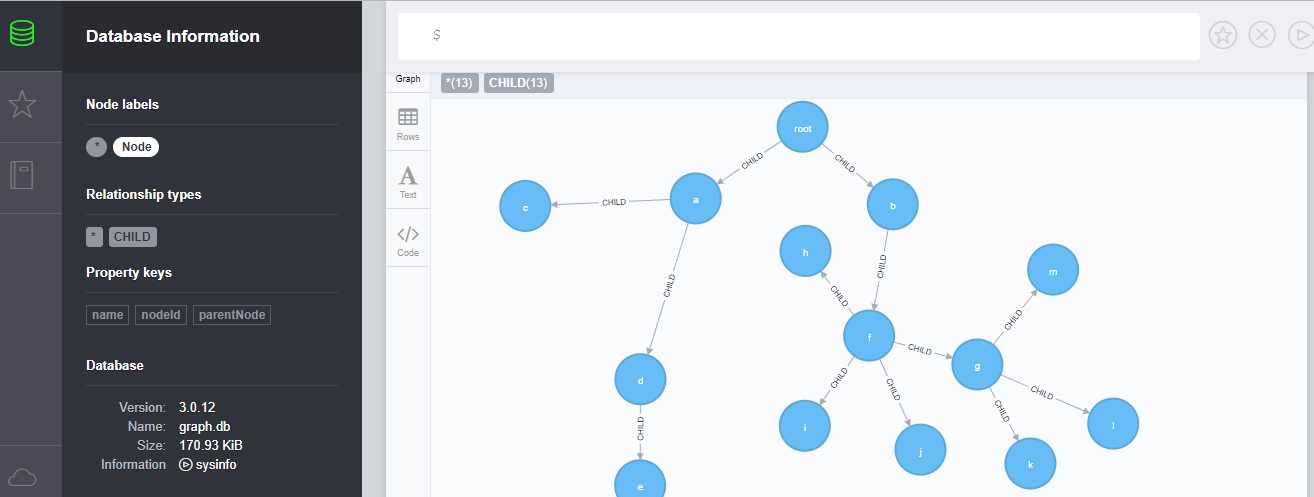 Database Information
Node labels
* Node
Relationship types
* CHILD
Property keys
name nodeId parentNode
Database
Version: 3.0.12
Name: graph.db
Size: 170.93 KiB
Information sysinfo
$
Graph
*(13) CHILD(13)
Rows
Text
Code
root
CHILD
CHILD
c
CHILD
a
b
h
CHILD
CHILD
m
CHILD
CHILD
f
CHILD
g
d
CHILD
CHILD
CHILD
CHILD
CHILD
i
j
k
l
e